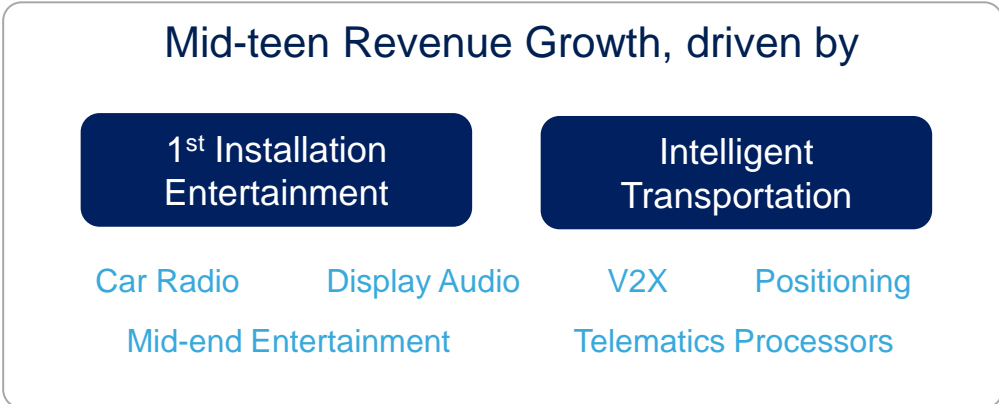 Mid-teen Revenue Growth, driven by
1st Installation
Entertainment
Intelligent
Transportation
Car Radio
Display Audio
V2X
Positioning
Mid-end Entertainment
Telematics Processors